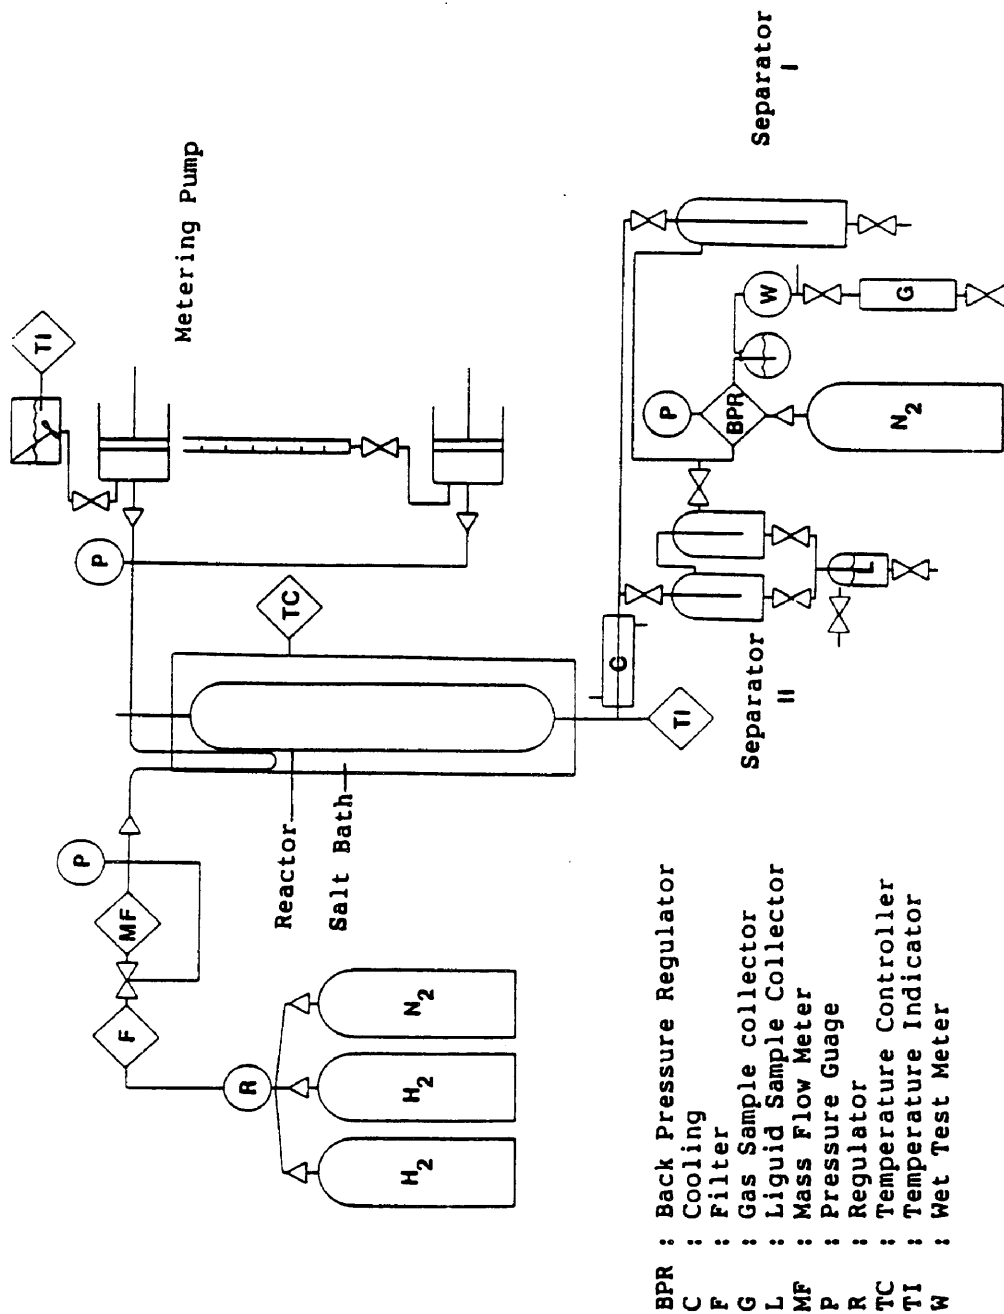 TI
Metering Pump
P
P
MF
F
R
H2
H2
N2
Reactor
Salt Bath
TC
TI
C
Separator
II
L
P
BPR
N2
W
G
Separator
I
BPR : Back Pressure Regulator
C : Cooling
F : Filter
G : Gas Sample collector
L : Liguid Sample Collector
MF : Mass Flow Meter
P : Pressure Guage
R : Regulator
TC : Temperature Controller
TI : Temperature Indicator
W : Wet Test Meter